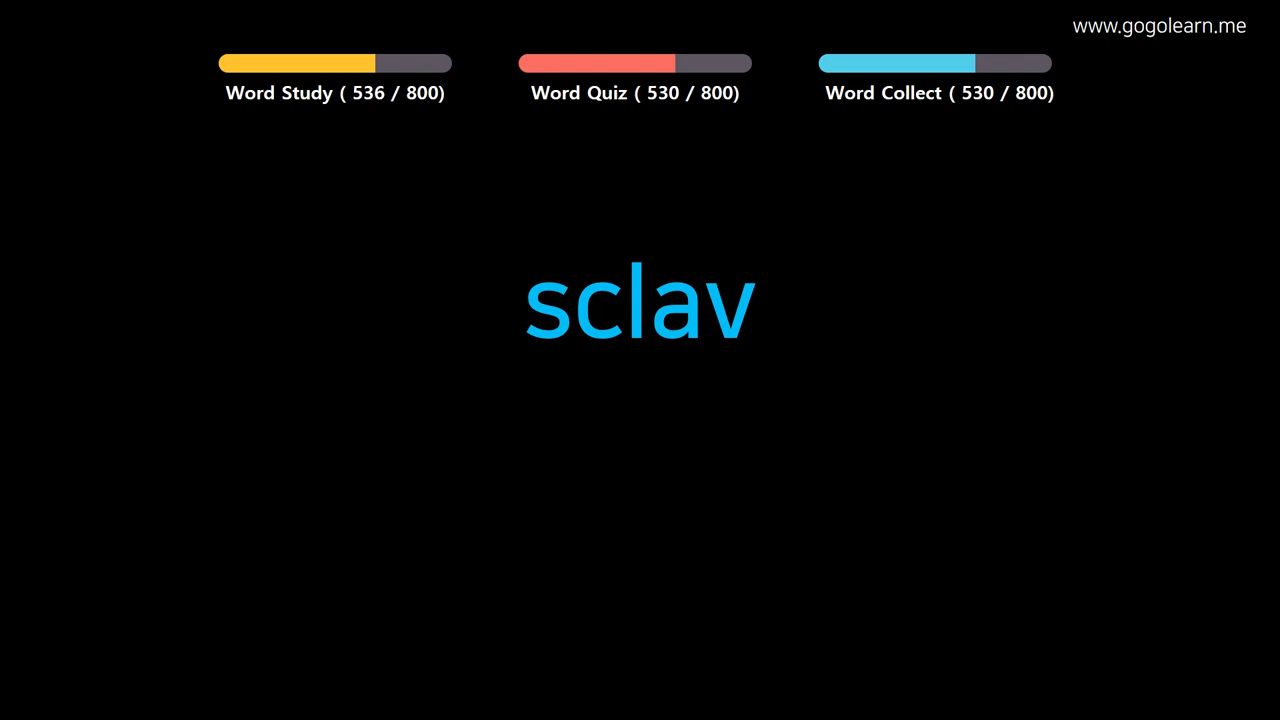 www.gogolearn.me
Word Study ( 536 / 800) Word Quiz ( 530 / 800) Word Collect ( 530 / 800)
sclav